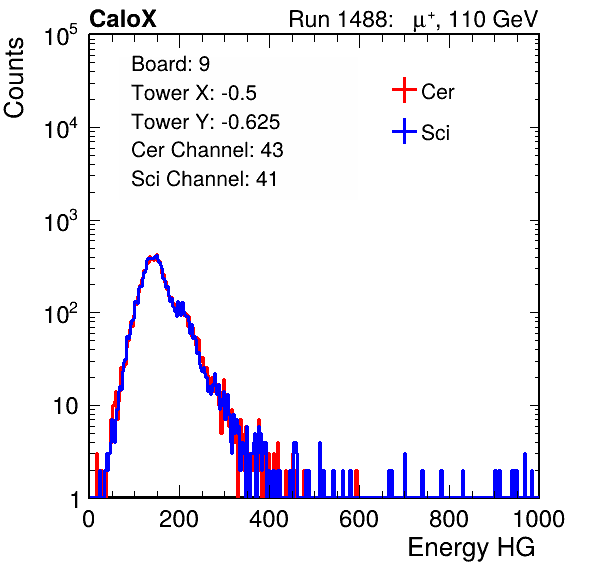 CaloX Run 1488: μ⁺, 110 GeV
Counts
Board: 9
Tower X: -0.5
Tower Y: -0.625
Cer Channel: 43
Sci Channel: 41
Cer
Sci
10⁵
10⁴
10³
10²
10
1
0 200 400 600 800 1000
Energy HG